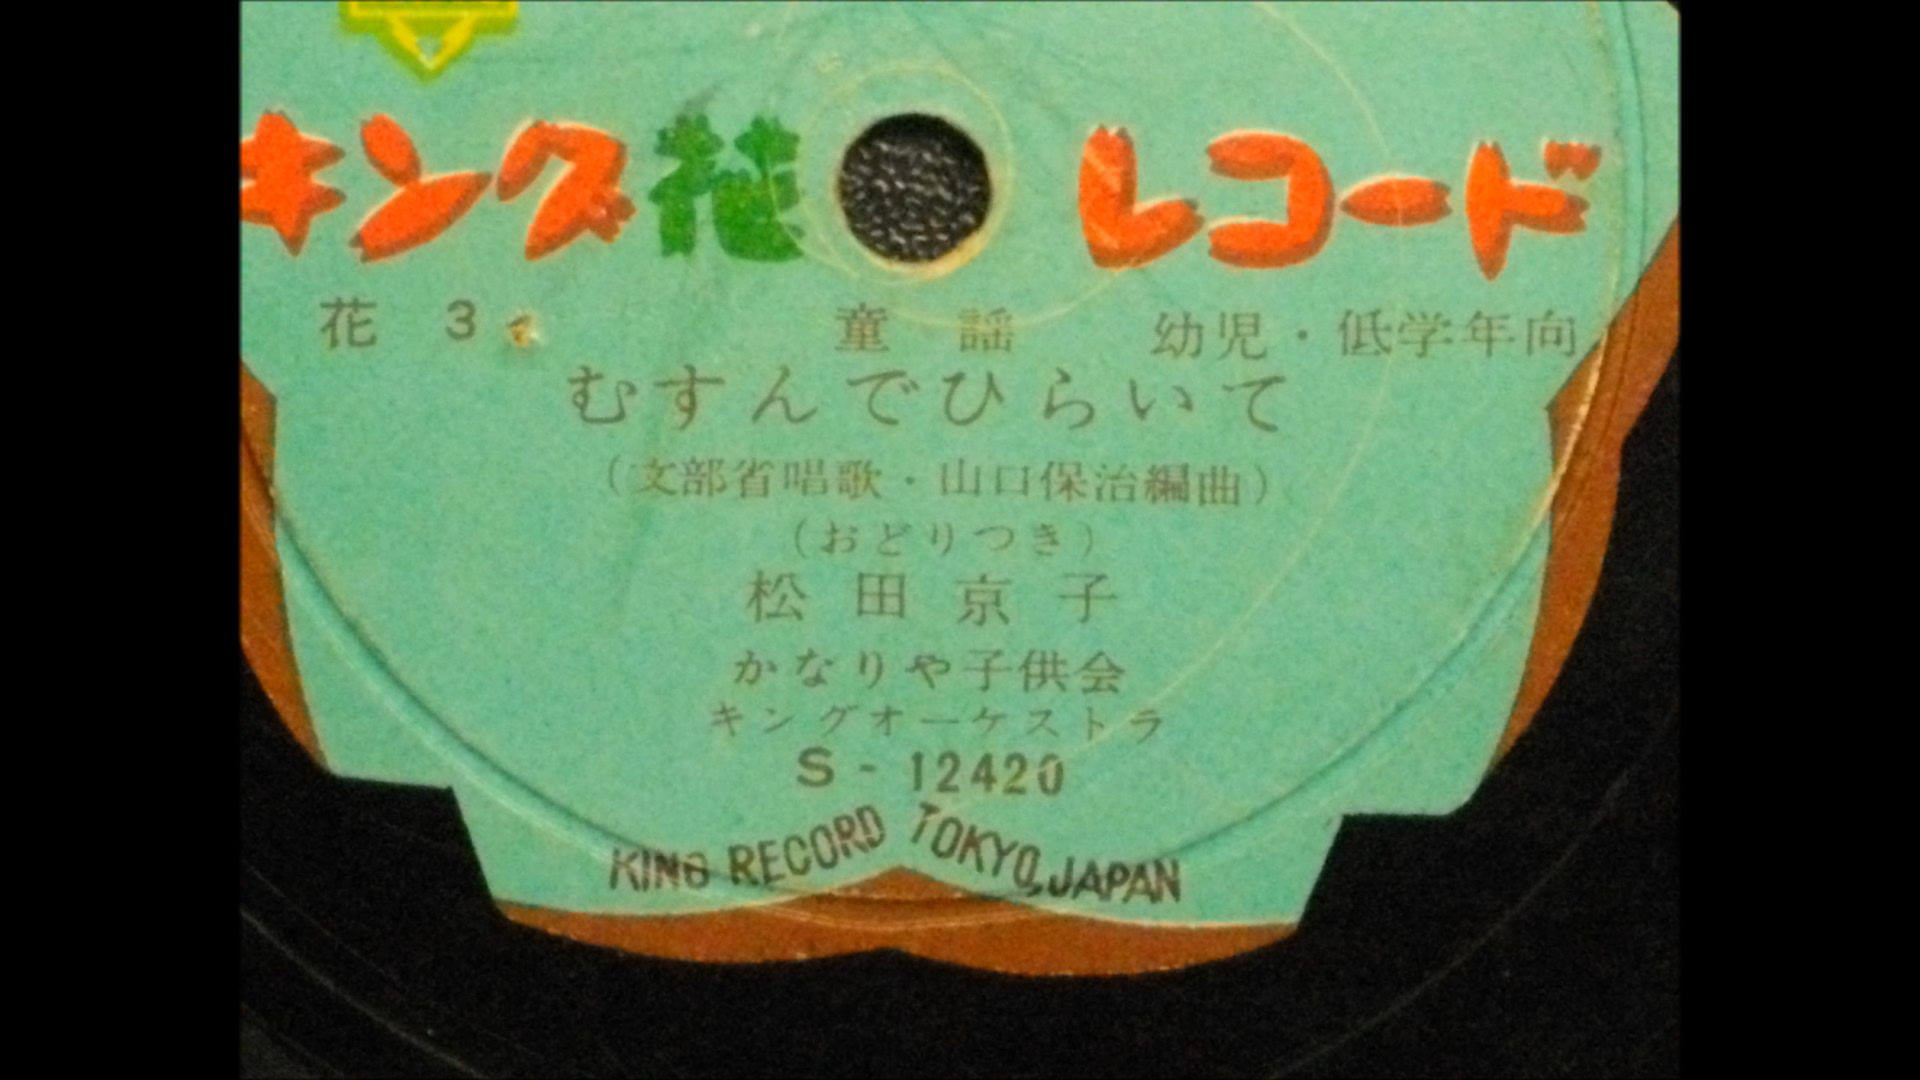 キング花レコード
花 3
童謡 幼児・低学年向
むすんでひらいて
(文部省唱歌・山口保治編曲)
(おどりつき)
松田京子
かなりや子供会
キングオーケストラ
S-12420
KING RECORD TOKYO, JAPAN